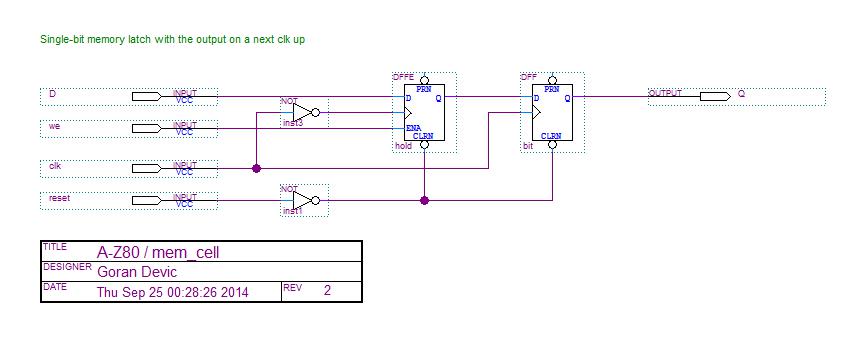 Single-bit memory latch with the output on a next clk up
D INPUT VCC
we INPUT VCC
clk INPUT VCC
reset INPUT VCC
NOT
inst3
NOT
inst1
DFFE
PRN
D Q
ENA
CLRN
hold
DFF
PRN
D Q
CLRN
bit
OUTPUT Q
TITLE A-Z80 / mem_cell
DESIGNER Goran Devic
DATE Thu Sep 25 00:28:26 2014 REV 2